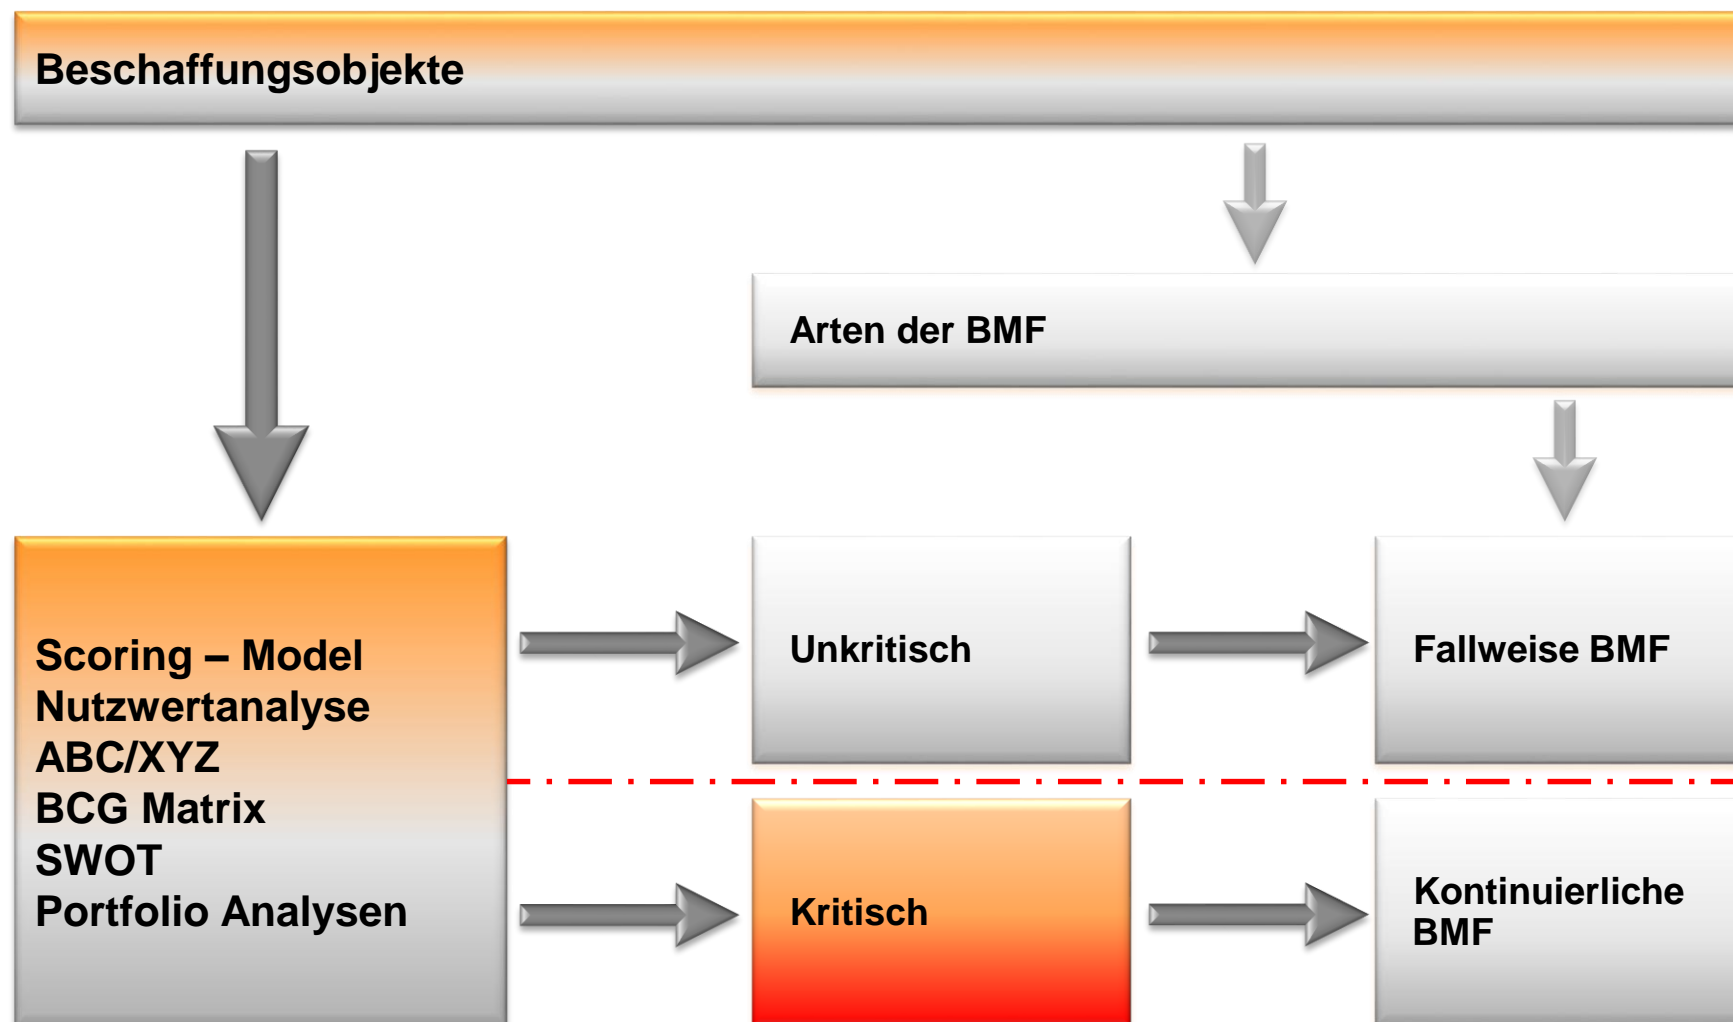 Beschaffungsobjekte
Arten der BMF
Scoring – Model
Nutzwertanalyse
ABC/XYZ
BCG Matrix
SWOT
Portfolio Analysen
Unkritisch
Fallweise BMF
Kritisch
Kontinuierliche
BMF